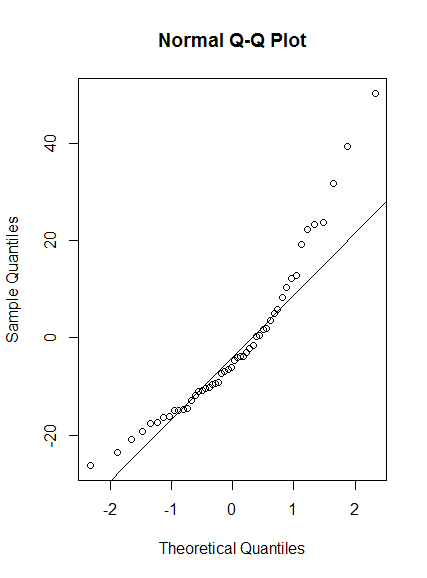 Normal Q-Q Plot
40
20
0
-20
Sample Quantiles
-2 -1 0 1 2
Theoretical Quantiles